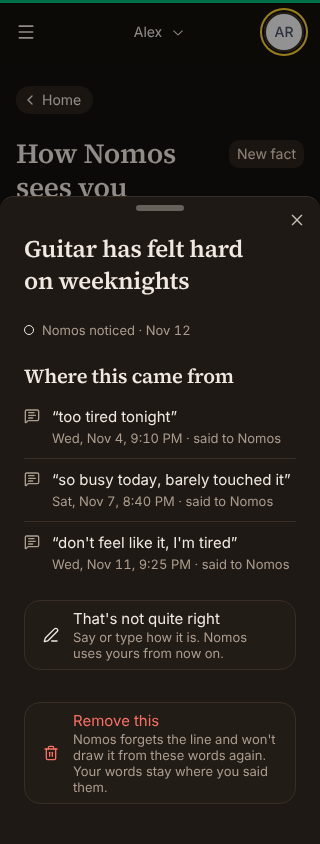 Alex
AR
Home
How Nomos
New fact
sees you
Guitar has felt hard
on weeknights
Nomos noticed · Nov 12
Where this came from
“too tired tonight”
Wed, Nov 4, 9:10 PM · said to Nomos
“so busy today, barely touched it”
Sat, Nov 7, 8:40 PM · said to Nomos
“don't feel like it, I'm tired”
Wed, Nov 11, 9:25 PM · said to Nomos
That's not quite right
Say or type how it is. Nomos
uses yours from now on.
Remove this
Nomos forgets the line and won't
draw it from these words again.
Your words stay where you said
them.